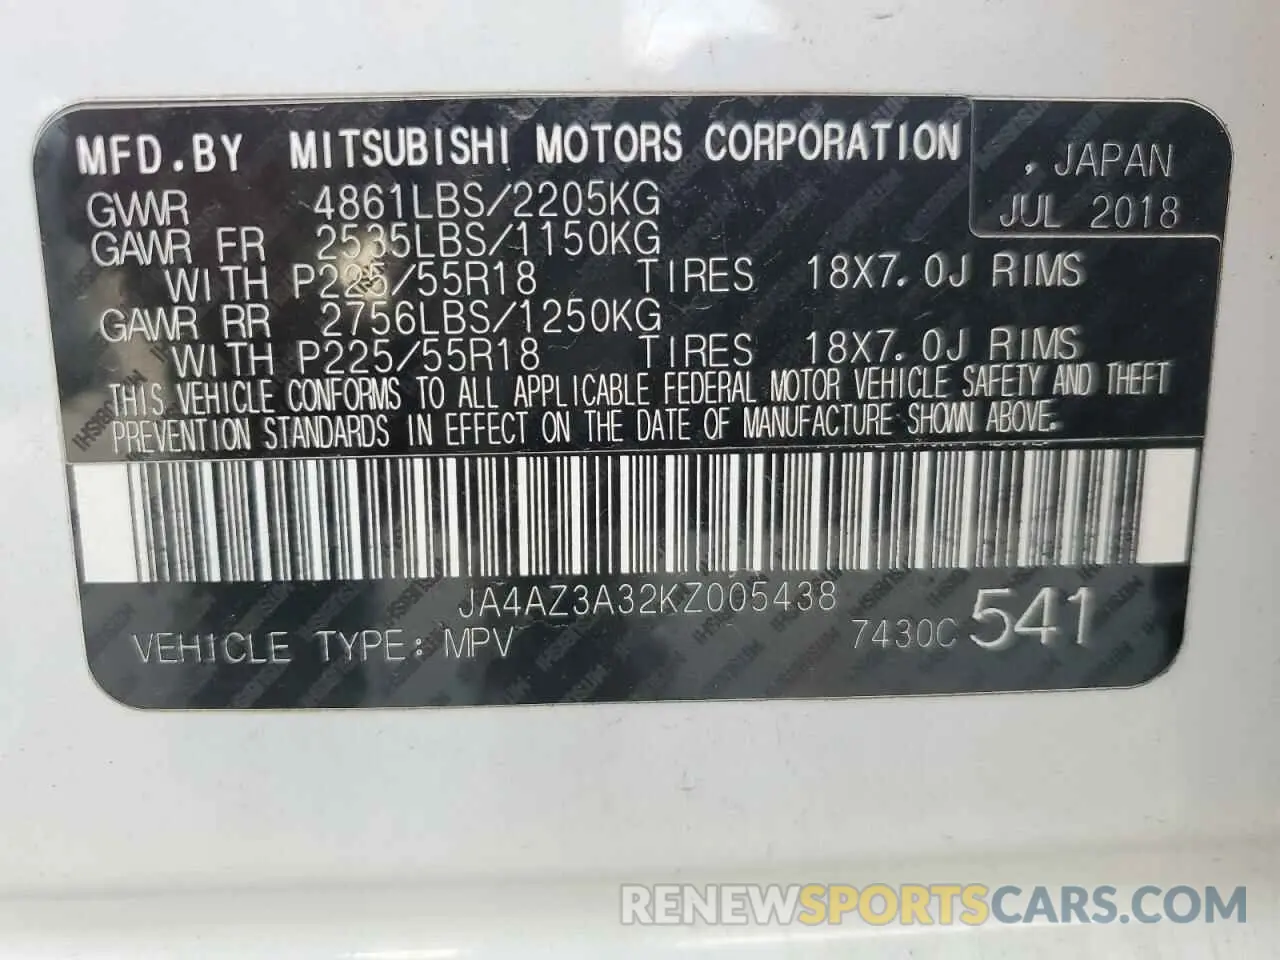 MFD.BY MITSUBISHI MOTORS CORPORATION
, JAPAN
JUL 2018
GVWR 4861LBS/2205KG
GAWR FR 2535LBS/1150KG
WITH P225/55R18 TIRES 18X7.0J RIMS
GAWR RR 2756LBS/1250KG
WITH P225/55R18 TIRES 18X7.0J RIMS
THIS VEHICLE CONFORMS TO ALL APPLICABLE FEDERAL MOTOR VEHICLE SAFETY AND THEFT
PREVENTION STANDARDS IN EFFECT ON THE DATE OF MANUFACTURE SHOWN ABOVE.
JA4AZ3A32KZ005438
VEHICLE TYPE: MPV 7430C 541
RENEWSPORTSCARS.COM